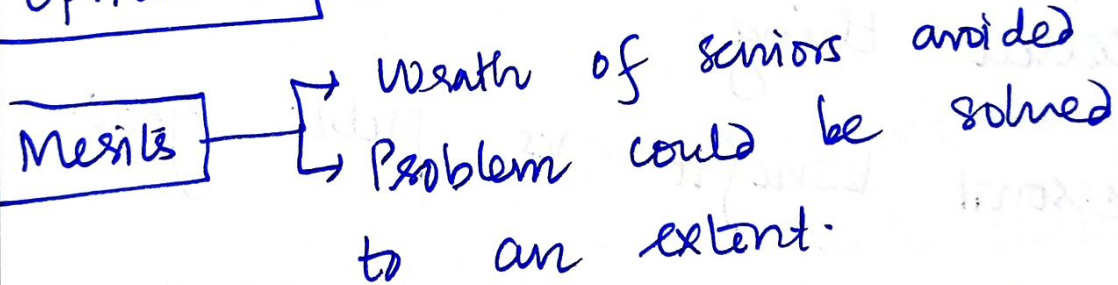 Merits → Wrath of seniors avoided
→ Problem could be solved
to an extent.